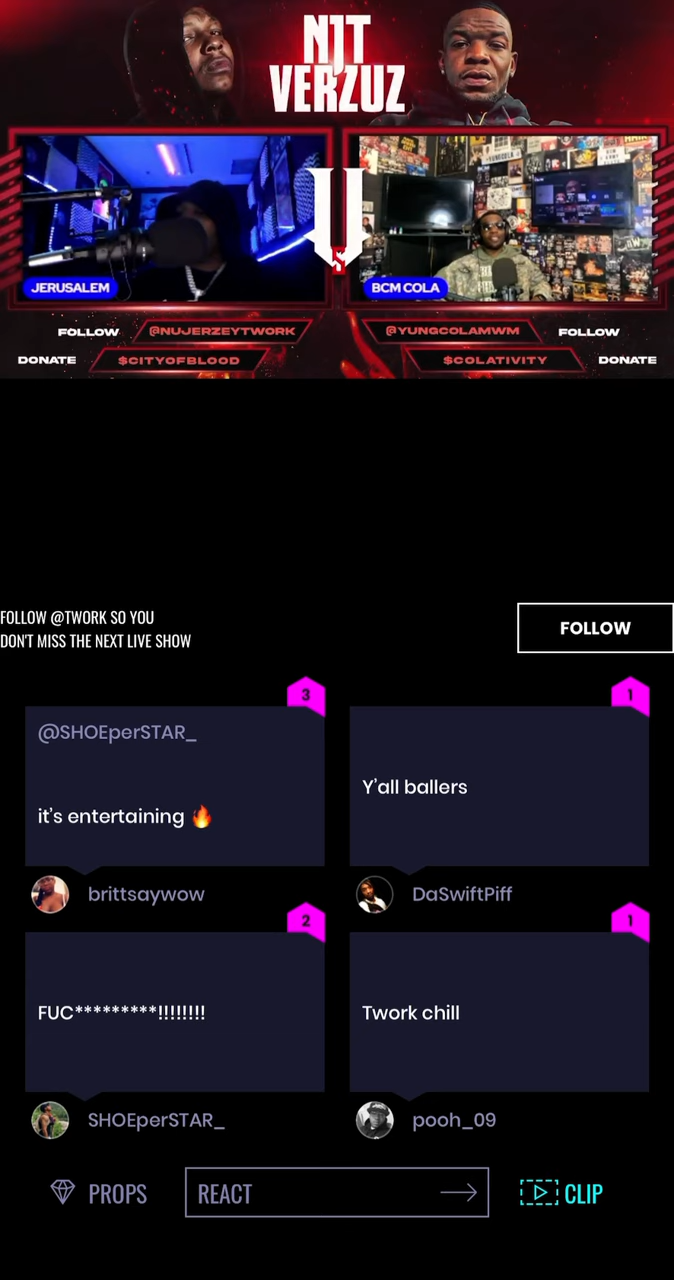 NJT
VERZUZ
JERUSALEM
BCM COLA
FOLLOW @NUJERZEYTWORK @YUNGCOLAMWM FOLLOW
DONATE $CITYOFBLOOD $COLATIVITY DONATE
FOLLOW @TWORK SO YOU
DON'T MISS THE NEXT LIVE SHOW
FOLLOW
3
@SHOEperSTAR_
it's entertaining 🔥
brittsaywow
1
Y'all ballers
DaSwiftPiff
2
FUC*********!!!!!!!!
SHOEperSTAR_
1
Twork chill
pooh_09
PROPS
REACT
CLIP